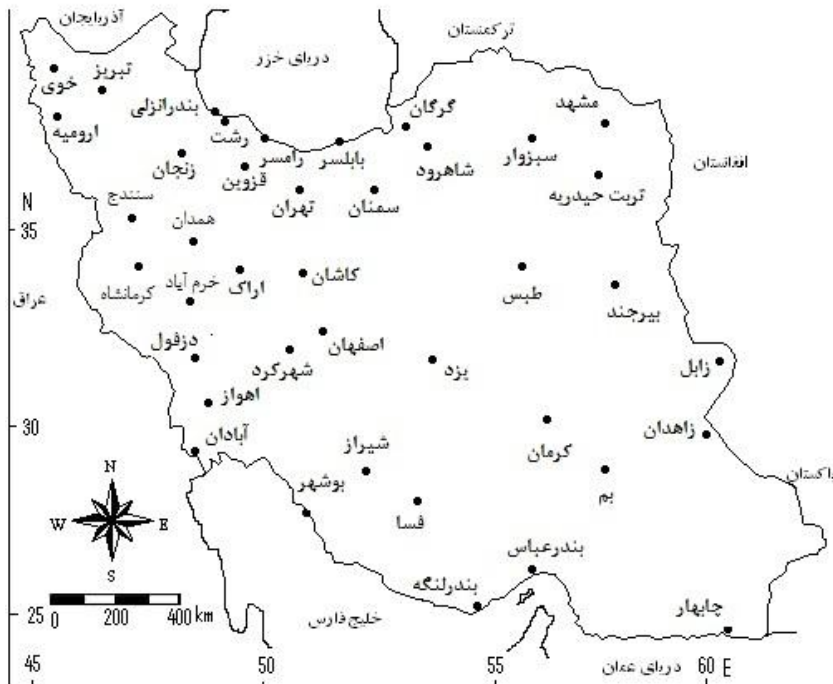 آذربایجان
ترکمنستان
دریای خزر
خوی
تبریز
ارومیه
بندرانزلی
رشت
رامسر
بابلسر
گرگان
شاهرود
سبزوار
مشهد
افغانستان
زنجان
قزوین
تهران
سمنان
تربت حیدریه
سنندج
N
35
همدان
کرمانشاه
خرم آباد
اراک
کاشان
طبس
بیرجند
عراق
دزفول
شهرکرد
اصفهان
یزد
زابل
اهواز
30
آبادان
شیراز
کرمان
زاهدان
بوشهر
فسا
بم
پاکستان
N
W
E
S
بندرعباس
بندرلنگه
چابهار
0 200 400 km
25
خلیج فارس
دریای عمان
45 50 55 60 E